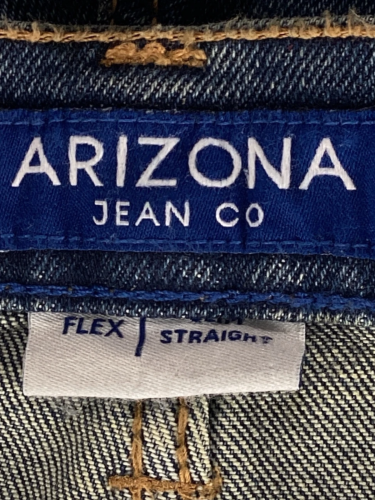 ARIZONA
JEAN CO
FLEX
STRAIGHT